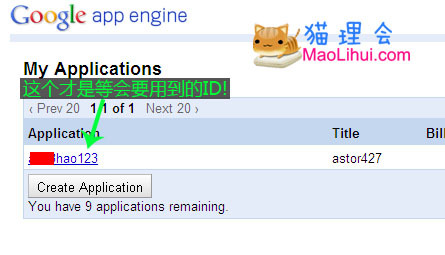 Google app engine
猫理会
MaoLihui.com
My Applications
这个才是等会要用到的ID!
‹ Prev 20 1-1 of 1 Next 20 ›
Application Title Bill
hao123 astor427
Create Application
You have 9 applications remaining.